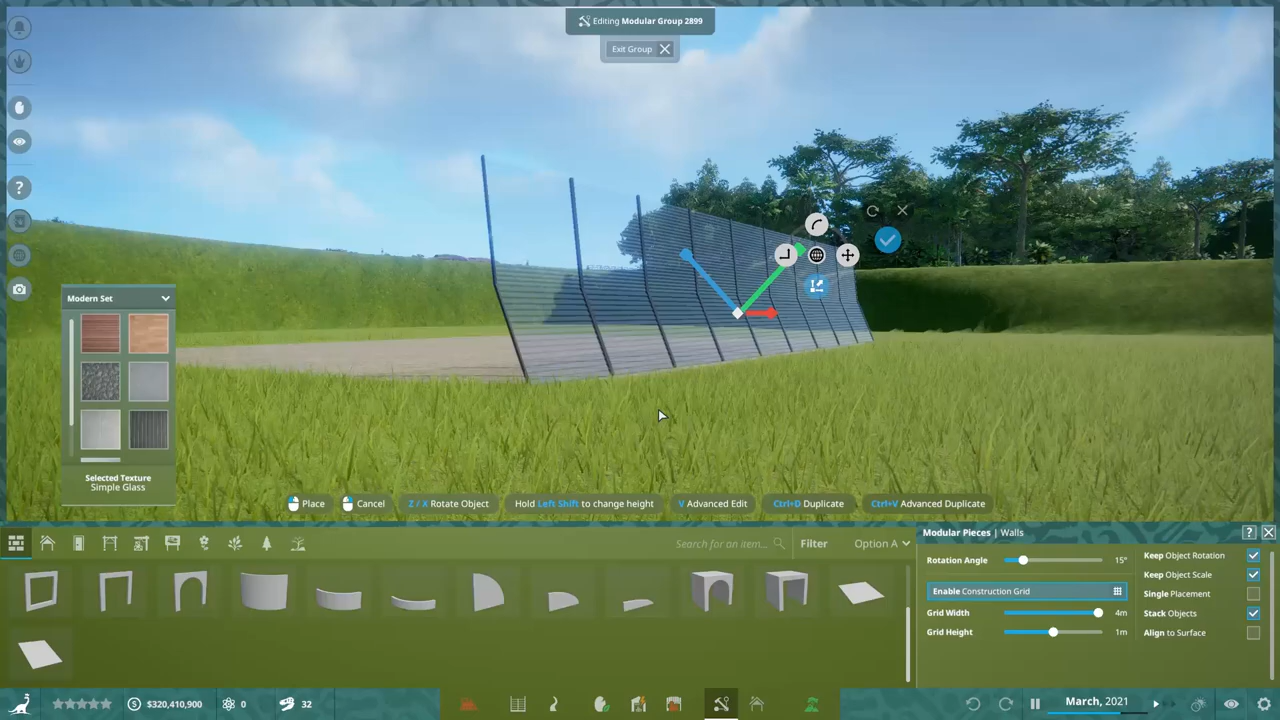 Editing Modular Group 2899
Exit Group
Modern Set
Selected Texture
Simple Glass
Place
Cancel
Z / X Rotate Object
Hold Left Shift to change height
V Advanced Edit
Ctrl+D Duplicate
Ctrl+V Advanced Duplicate
Search for an item...
Filter
Option A
Modular Pieces | Walls
?
Rotation Angle
15°
Keep Object Rotation
Enable Construction Grid
Keep Object Scale
Single Placement
Grid Width
4m
Stack Objects
Grid Height
1m
Align to Surface
$320,410,900
0
32
March, 2021